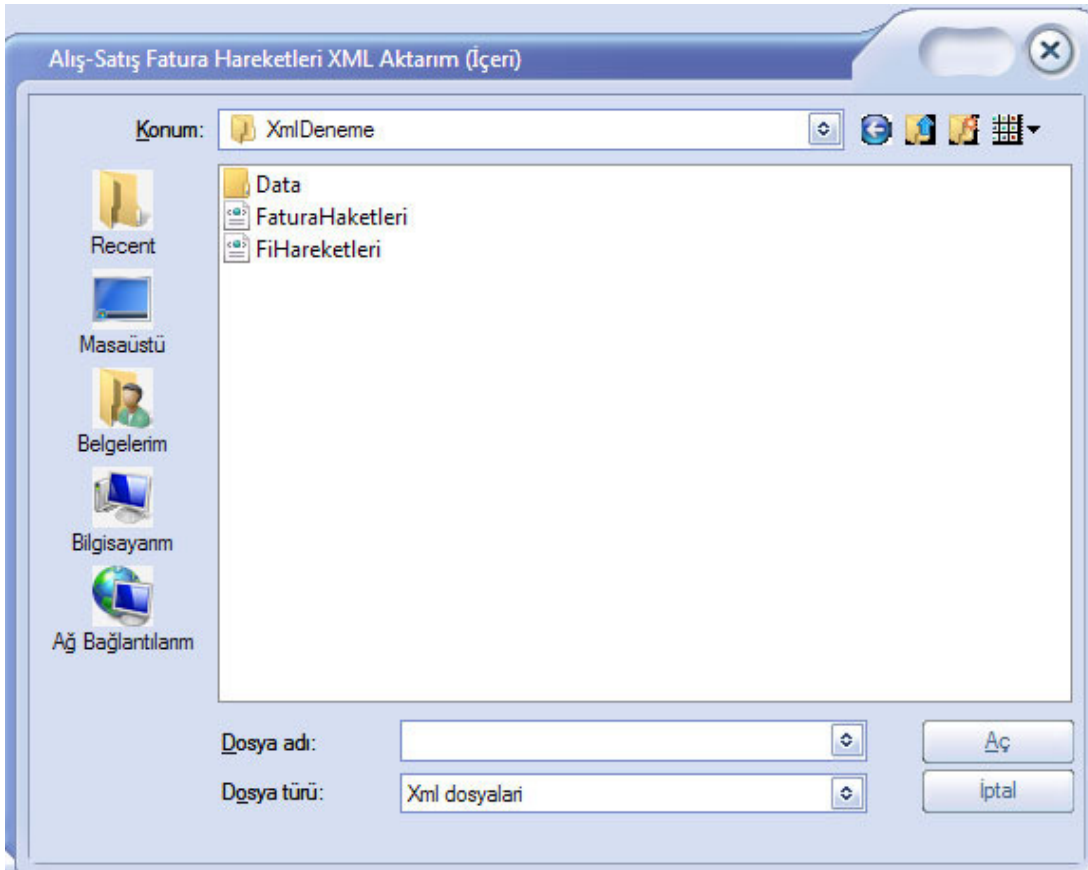 Alış-Satış Fatura Hareketleri XML Aktarım (İçeri)
Konum:
XmlDeneme
Data
FaturaHaketleri
FiHareketleri
Recent
Masaüstü
Belgelerim
Bilgisayarım
Ağ Bağlantılarım
Dosya adı:
Aç
Dosya türü:
Xml dosyalari
İptal